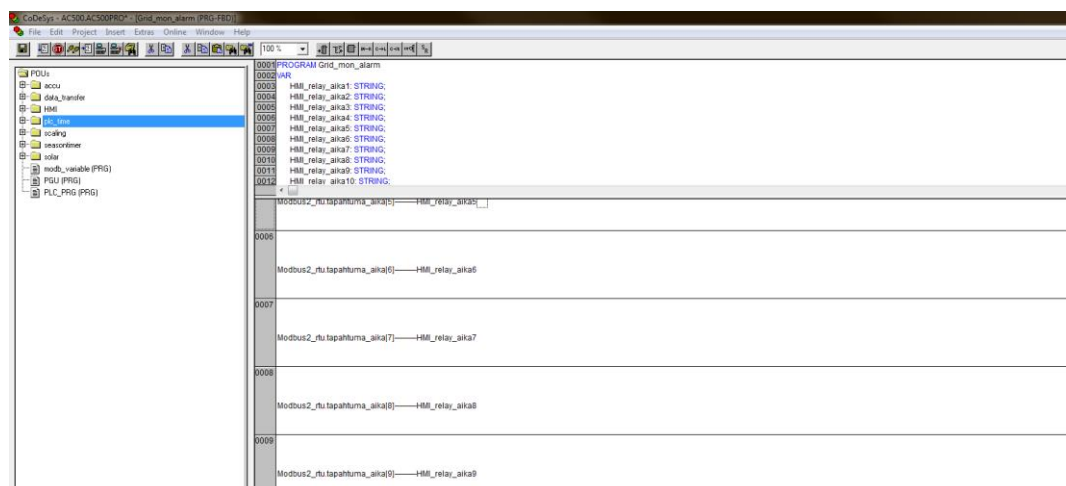 CoDeSys - AC500.AC500PRO* - [Grid_mon_alarm (PRG-FBD)]
File Edit Project Insert Extras Online Window Help
100 %
POUs
accu
data_transfer
HMI
plc_time
scaling
seasontimer
solar
modb_variable (PRG)
PGU (PRG)
PLC_PRG (PRG)
0001 PROGRAM Grid_mon_alarm
0002 VAR
0003 HMI_relay_aika1: STRING;
0004 HMI_relay_aika2: STRING;
0005 HMI_relay_aika3: STRING;
0006 HMI_relay_aika4: STRING;
0007 HMI_relay_aika5: STRING;
0008 HMI_relay_aika6: STRING;
0009 HMI_relay_aika7: STRING;
0010 HMI_relay_aika8: STRING;
0011 HMI_relay_aika9: STRING;
0012 HMI_relay_aika10: STRING;
Modbus2_rtu.tapahtuma_aika[5] HMI_relay_aika5
0006
Modbus2_rtu.tapahtuma_aika[6] HMI_relay_aika6
0007
Modbus2_rtu.tapahtuma_aika[7] HMI_relay_aika7
0008
Modbus2_rtu.tapahtuma_aika[8] HMI_relay_aika8
0009
Modbus2_rtu.tapahtuma_aika[9] HMI_relay_aika9